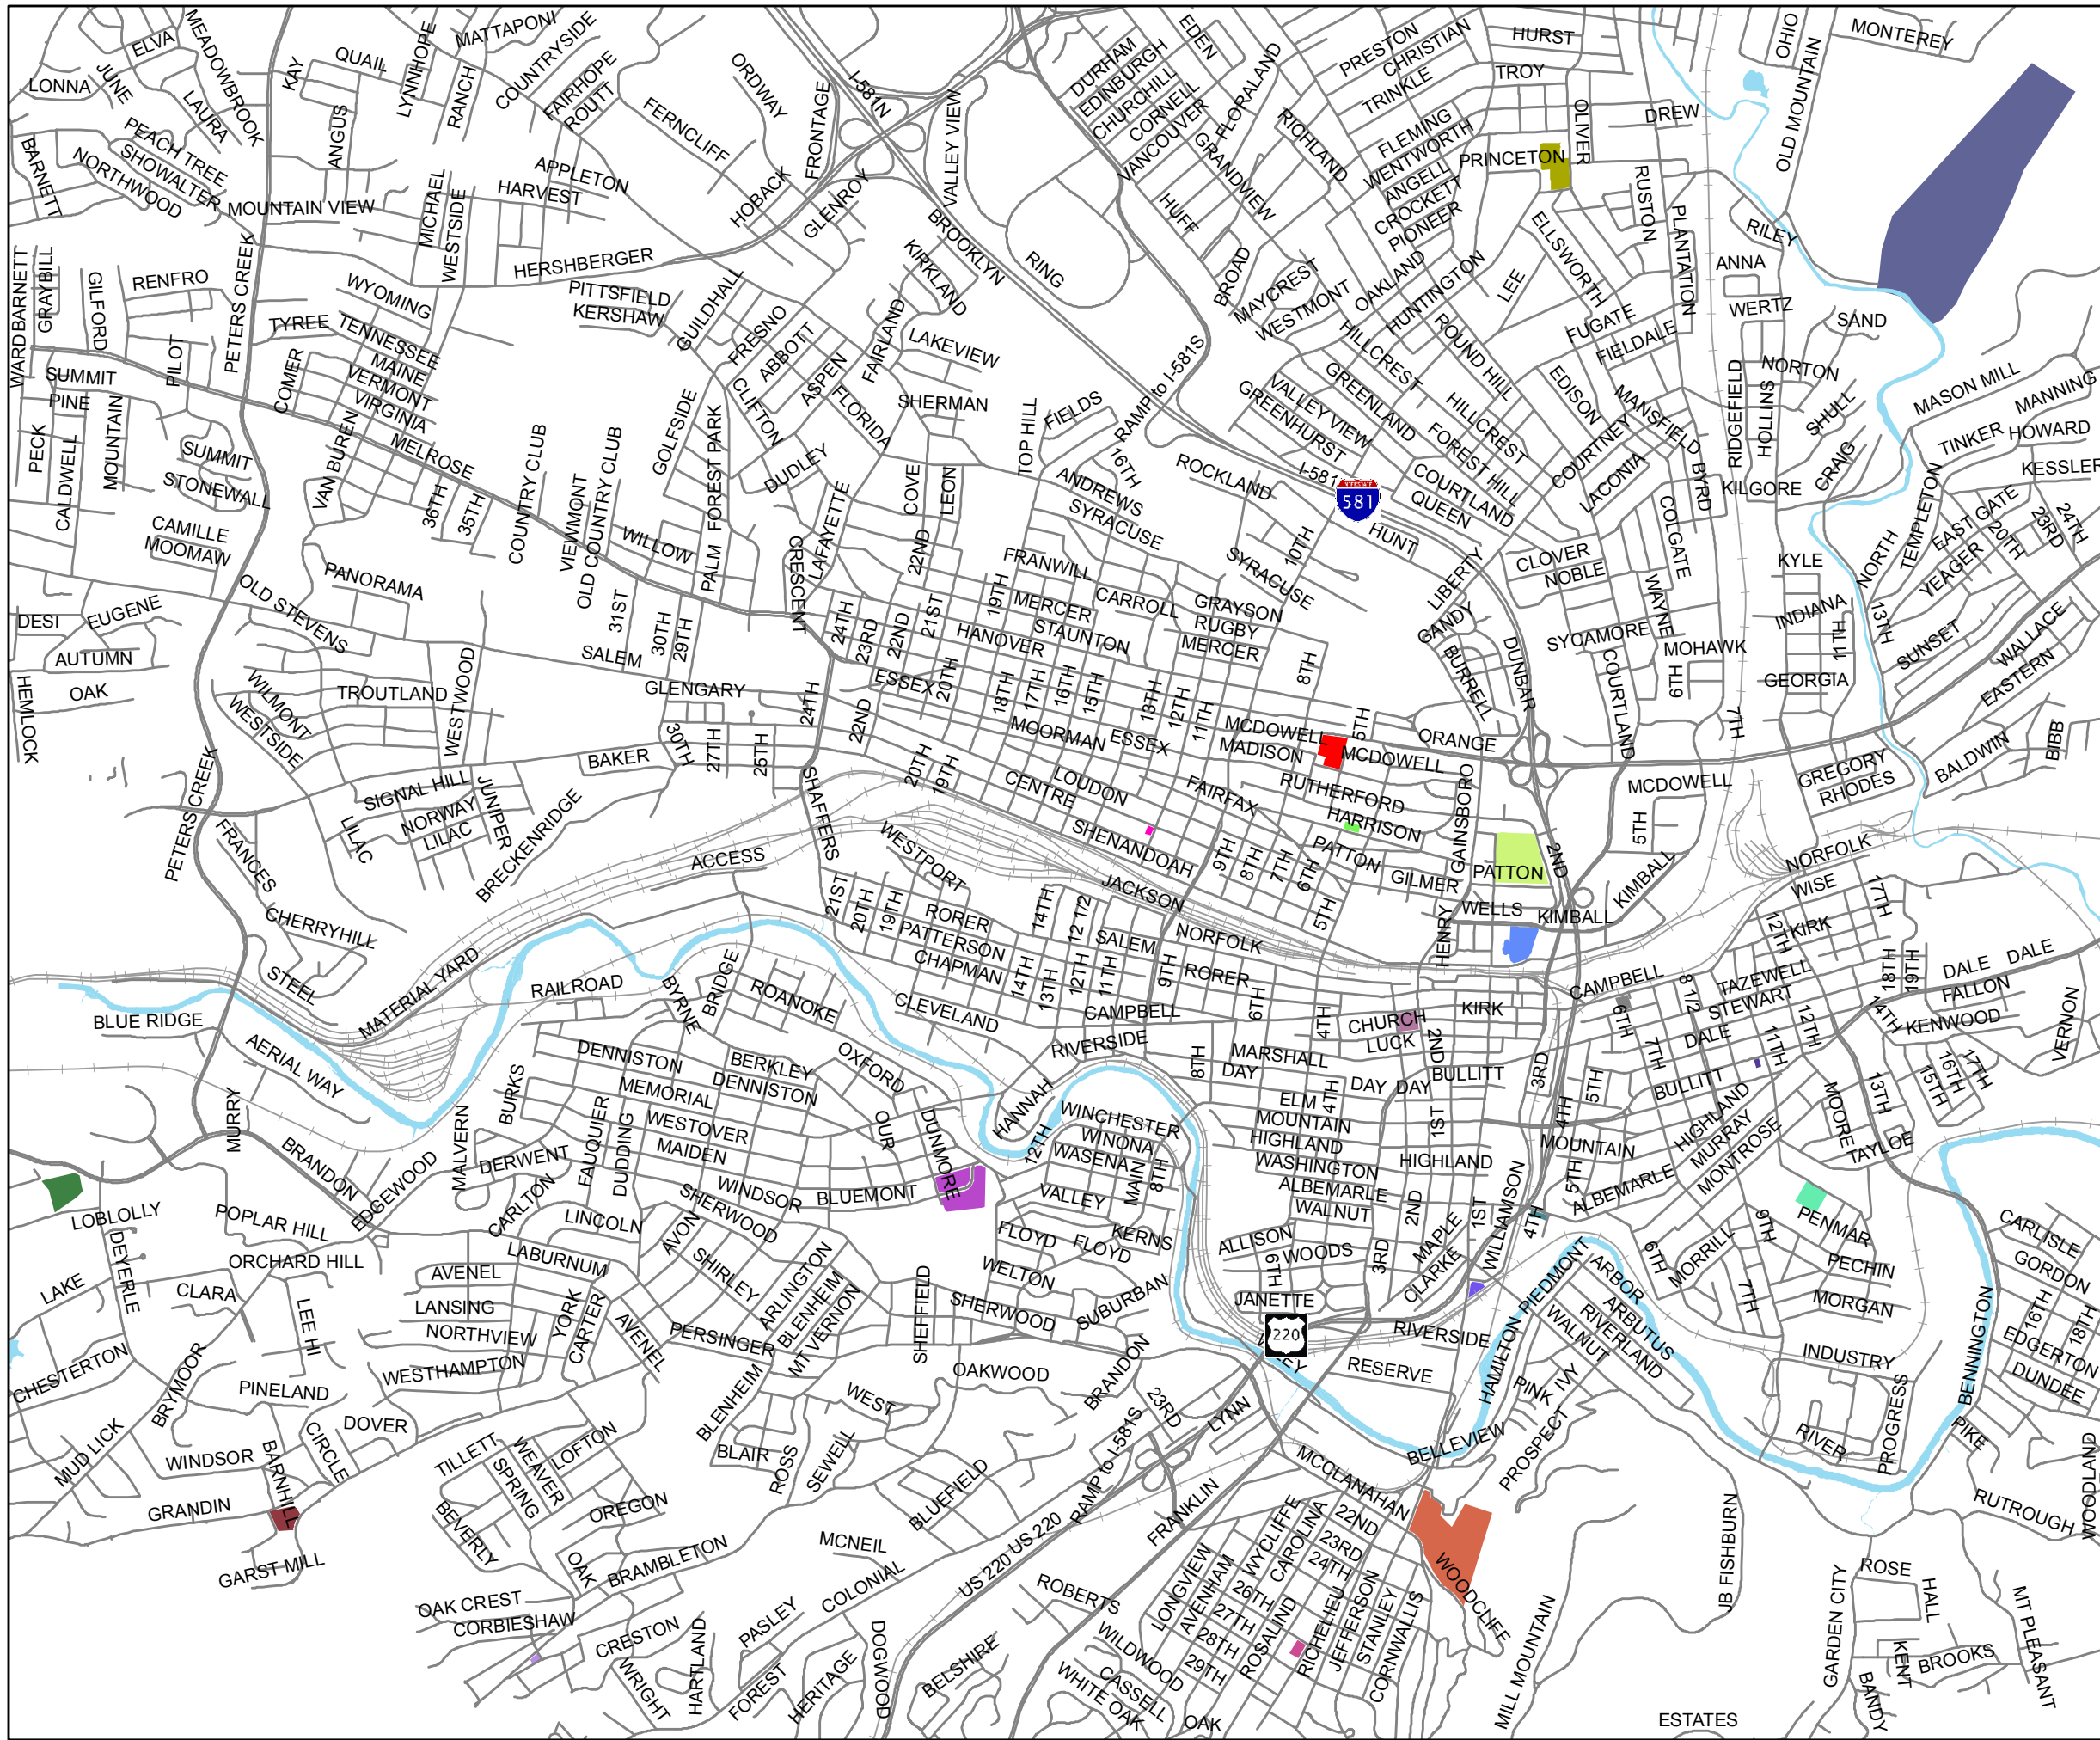 ELVA
MEADOWBROOK
KAY
QUAIL
LYNNHOPE
MATTAPONI
COUNTRYSIDE
ORDWAY
I-581N
EDEN
PRESTON
CHRISTIAN
HURST
OHIO
MONTEREY
LONNA
JUNE
LAURA
ANGUS
RANCH
FAIRHOPE
ROUTT
FERNCLIFF
FRONTAGE
VALLEY VIEW
DURHAM
EDINBURGH
CHURCHILL
CORNELL
VANCOUVER
FLORALAND
GRANDVIEW
RICHLAND
TRINKLE
TROY
OLIVER
DREW
OLD MOUNTAIN
BARNETT
PEACH TREE
SHOWALTER
NORTHWOOD
MOUNTAIN VIEW
MICHAEL
WESTSIDE
APPLETON
HARVEST
HOBACK
GLENROY
BROOKLYN
RING
HUFF
BROAD
FLEMING
WENTWORTH
ANGELL
CROCKETT
PIONEER
PRINCETON
RUSTON
PLANTATION
ELLSWORTH
RILEY
ANNA
WARD BARNETT
GRAYBILL
GILFORD
RENFRO
PETERS CREEK
HERSHBERGER
PITTSFIELD
KERSHAW
GUILDHALL
KIRKLAND
MAYCREST
WESTMONT
OAKLAND
HUNTINGTON
LEE
FUGATE
FIELDALE
WERTZ
SAND
WYOMING
TYREE
TENNESSEE
MAINE
VERMONT
VIRGINIA
COMER
PILOT
FRESNO
ABBOTT
ASPEN
FAIRLAND
LAKEVIEW
SHERMAN
FLORIDA
CLIFTON
TOP HILL
FIELDS
RAMP to I-581S
HILLCREST
ROUND HILL
GREENLAND
VALLEY VIEW
GREENHURST
HILLCREST
FOREST HILL
EDISON
MANSFIELD
COURTNEY
LACONIA
BYRD
RIDGEFIELD
HOLLINS
NORTON
SHULL
CRAIG
MASON MILL
MANNING
TINKER
HOWARD
KESSLER
SUMMIT
PINE
PECK
CALDWELL
MOUNTAIN
SUMMIT
STONEWALL
VAN BUREN
MELROSE
36TH
35TH
COUNTRY CLUB
VIEWMONT
OLD COUNTRY CLUB
GOLFSIDE
FOREST PARK
PALM
DUDLEY
LAFAYETTE
COVE
LEON
16TH
ANDREWS
SYRACUSE
ROCKLAND
I-581
581
COURTLAND
QUEEN
HUNT
KILGORE
COLGATE
TEMPLETON
EAST GATE
YEAGER
20TH
23RD
24TH
CAMILLE
MOOMAW
PANORAMA
OLD STEVENS
WILLOW
CRESCENT
22ND
FRANWILL
SYRACUSE
10TH
LIBERTY
CLOVER
NOBLE
WAYNE
KYLE
NORTH
INDIANA
DESI
EUGENE
AUTUMN
OAK
HEMLOCK
31ST
30TH
29TH
SALEM
24TH
23RD
22ND
21ST
19TH
MERCER
CARROLL
GRAYSON
RUGBY
MERCER
STAUNTON
HANOVER
GANDY
BURRELL
DUNBAR
SYCAMORE
MOHAWK
COURTLAND
9TH
11TH
13TH
SUNSET
WALLACE
EASTERN
GEORGIA
WILMONT
WESTSIDE
TROUTLAND
WESTWOOD
GLENGARY
24TH
22ND
ESSEX
20TH
18TH
17TH
16TH
15TH
13TH
12TH
11TH
8TH
MOORMAN
ESSEX
MCDOWELL
MADISON
5TH
MCDOWELL
ORANGE
7TH
MCDOWELL
GREGORY
RHODES
BALDWIN
BIBB
PETERS CREEK
BAKER
30TH
27TH
25TH
SHAFFERS
20TH
19TH
CENTRE
LOUDON
FAIRFAX
RUTHERFORD
HARRISON
GAINSBORO
PATTON
SIGNAL HILL
NORWAY
LILAC
LILAC
JUNIPER
BRECKENRIDGE
ACCESS
WESTPORT
SHENANDOAH
JACKSON
9TH
8TH
7TH
6TH
5TH
PATTON
GILMER
WELLS
2ND
KIMBALL
KIMBALL
5TH
NORFOLK
WISE
KIRK
17TH
12TH
FRANCES
CHERRYHILL
STEEL
MATERIAL YARD
RAILROAD
BYRNE
BRIDGE
ROANOKE
21ST
20TH
19TH
RORER
PATTERSON
CHAPMAN
CLEVELAND
14TH
12 1/2
14TH
13TH
12TH
11TH
SALEM
9TH
NORFOLK
RORER
6TH
HENRY
CAMPBELL
CAMPBELL
TAZEWELL
STEWART
8 1/2
18TH
19TH
DALE
DALE
FALLON
KENWOOD
14TH
VERNON
BLUE RIDGE
AERIAL WAY
MURRY
DENNISTON
BERKLEY
DENNISTON
OXFORD
RIVERSIDE
HANNAH
8TH
MARSHALL
DAY
4TH
CHURCH
LUCK
KIRK
2ND
BULLITT
3RD
6TH
7TH
DALE
11TH
12TH
BULLITT
5TH
4TH
BURKS
MALVERN
MEMORIAL
WESTOVER
MAIDEN
FAUQUIER
DUDDING
OUR
DUNMORE
12TH
WINCHESTER
WINONA
WASENA
MAIN
8TH
ELM
4TH
DAY
DAY
MOUNTAIN
HIGHLAND
WASHINGTON
ALBEMARLE
WALNUT
1ST
HIGHLAND
MOUNTAIN
HIGHLAND
MURRAY
MONTROSE
MOORE
13TH
15TH
16TH
17TH
TAYLOE
BRANDON
EDGEWOOD
DERWENT
CARLTON
WINDSOR
BLUEMONT
VALLEY
SHERWOOD
LINCOLN
AVON
SHIRLEY
FLOYD
FLOYD
KERNS
ALLISON
WOODS
6TH
3RD
2ND
MAPLE
CLARKE
1ST
WILLIAMSON
4TH
5TH
ALBEMARLE
PENMAR
9TH
PECHIN
MORRILL
6TH
7TH
MORGAN
CARLISLE
GORDON
16TH
18TH
EDGERTON
DUNDEE
LOBLOLLY
DEYERLE
LAKE
POPLAR HILL
ORCHARD HILL
CLARA
LEE HI
CHESTERTON
BRYMOOR
PINELAND
AVENEL
LABURNUM
LANSING
NORTHVIEW
YORK
CARTER
AVENEL
WESTHAMPTON
PERSINGER
ARLINGTON
BLENHEIM
MT VERNON
BLENHEIM
SHEFFIELD
WELTON
SHERWOOD
SUBURBAN
OAKWOOD
BRANDON
JANETTE
220
RIVERSIDE
RESERVE
PIEDMONT
HAMILTON
ARBOR
ARBUTUS
RIVERLAND
WALNUT
IVY
PINK
INDUSTRY
BENNINGTON
PROGRESS
RIVER
PIKE
MUD LICK
WINDSOR
GRANDIN
GARST MILL
BARNHILL
CIRCLE
DOVER
TILLETT
WEAVER
SPRING
LOFTON
BEVERLY
OREGON
OAK
BRAMBLETON
OAK CREST
CORBIESHAW
CRESTON
WRIGHT
HARTLAND
BLAIR
ROSS
SEWELL
WEST
BLUEFIELD
MCNEIL
COLONIAL
PASLEY
FOREST
HERITAGE
DOGWOOD
US 220
US 220
RAMP to I-581S
23RD
LYNN
FRANKLIN
BELSHIRE
ROBERTS
WILDWOOD
CASSELL
WHITE OAK
OAK
LONGVIEW
AVENHAM
WYCLIFFE
CAROLINA
26TH
27TH
28TH
29TH
ROSALIND
22ND
23RD
24TH
RICHELIEU
JEFFERSON
STANLEY
CORNWALLIS
MCCLANAHAN
BELLEVIEW
PROSPECT
WOODCLIFF
MILL MOUNTAIN
JB FISHBURN
ESTATES
GARDEN CITY
ROSE
HALL
KENT
BROOKS
BANDY
MT PLEASANT
RUTROUGH
WOODLAND